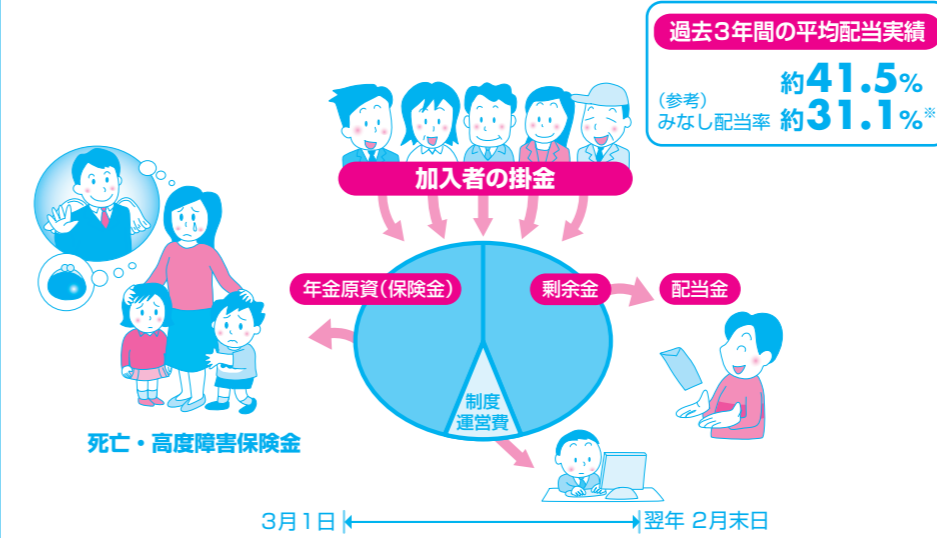 過去3年間の平均配当実績
約41.5%
(参考)
みなし配当率 約31.1%※
加入者の掛金
年金原資(保険金)
剰余金
配当金
制度
運営費
死亡・高度障害保険金
3月1日
翌年 2月末日